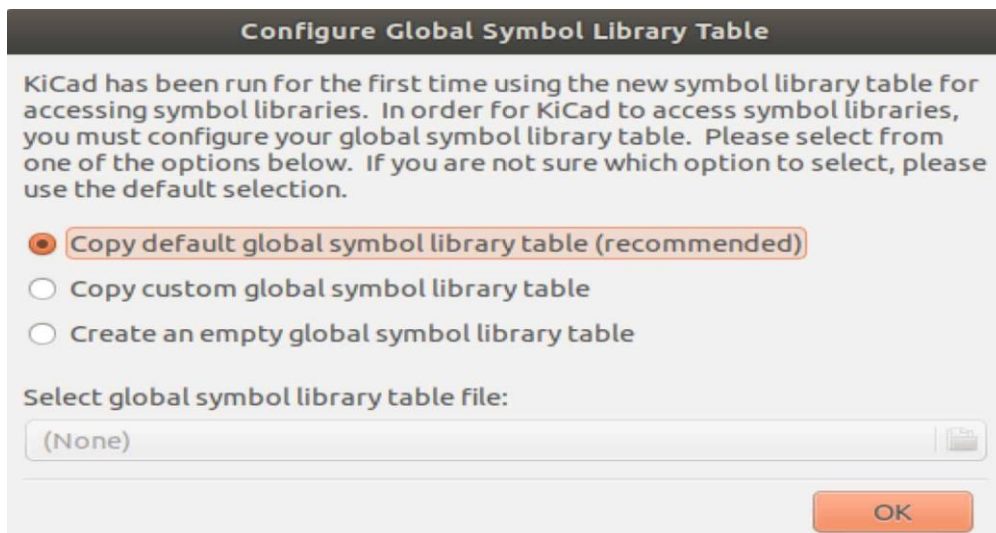 Configure Global Symbol Library Table
KiCad has been run for the first time using the new symbol library table for
accessing symbol libraries. In order for KiCad to access symbol libraries,
you must configure your global symbol library table. Please select from
one of the options below. If you are not sure which option to select, please
use the default selection.
Copy default global symbol library table (recommended)
Copy custom global symbol library table
Create an empty global symbol library table
Select global symbol library table file:
(None)
OK